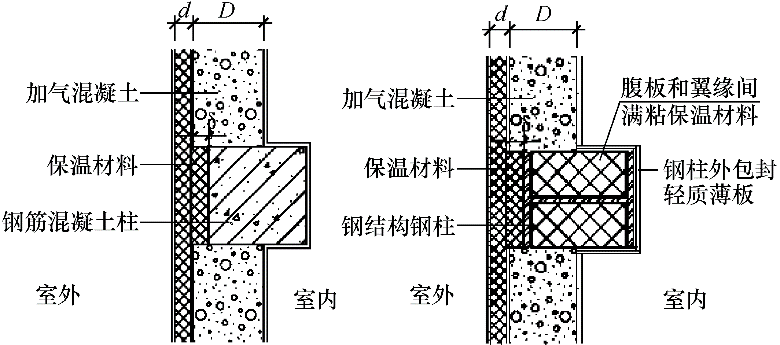 d D
加气混凝土
δ
保温材料
钢筋混凝土柱
室外
室内
d D
加气混凝土
δ
腹板和翼缘间
满粘保温材料
保温材料
钢柱外包封
轻质薄板
钢结构钢柱
室外
室内